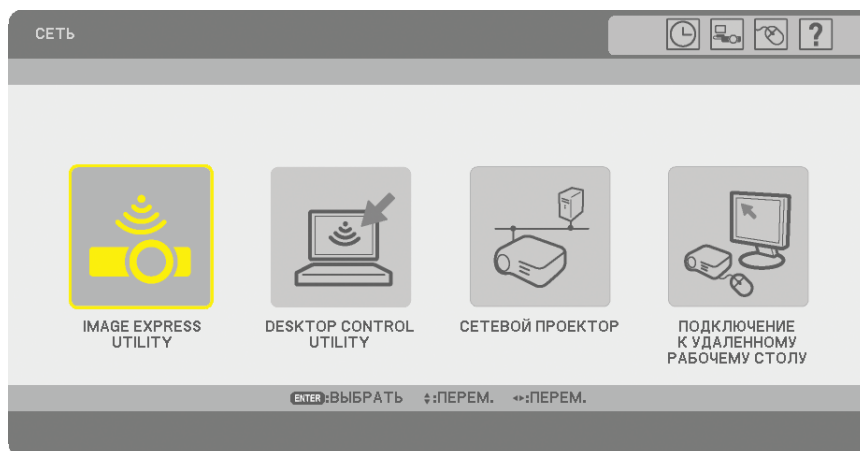 СЕТЬ
?
IMAGE EXPRESS
UTILITY
DESKTOP CONTROL
UTILITY
СЕТЕВОЙ ПРОЕКТОР
ПОДКЛЮЧЕНИЕ
К УДАЛЕННОМУ
РАБОЧЕМУ СТОЛУ
ENTER:ВЫБРАТЬ :ПЕРЕМ. :ПЕРЕМ.